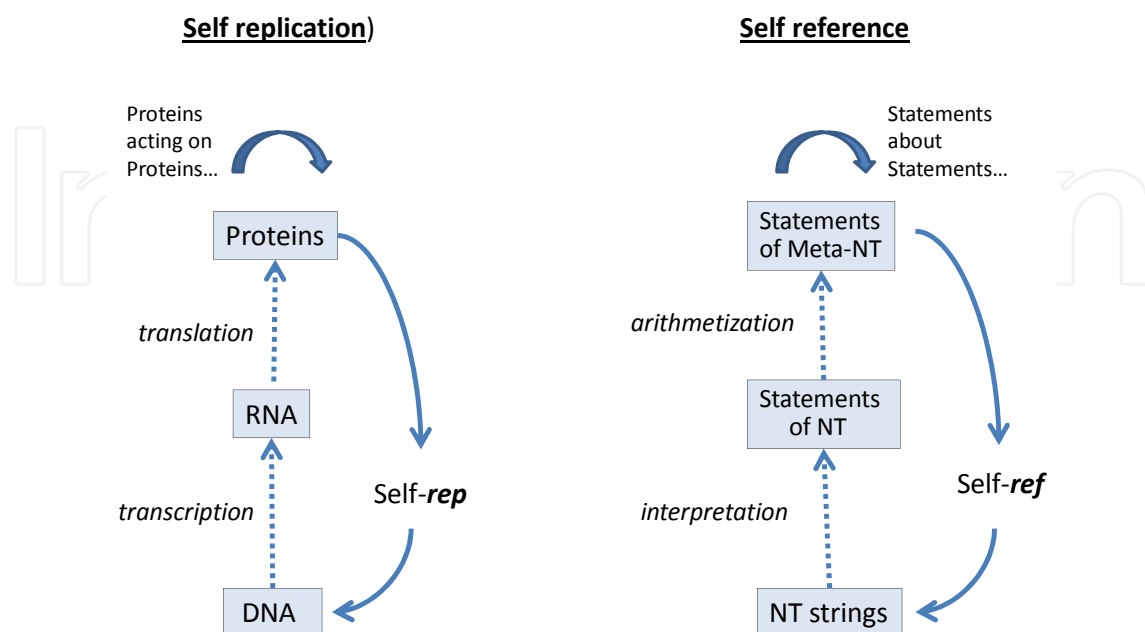 Self replication)
Proteins
acting on
Proteins…
Proteins
translation
RNA
transcription
Self-rep
DNA
Self reference
Statements
about
Statements…
Statements
of Meta-NT
arithmetization
Statements
of NT
interpretation
Self-ref
NT strings